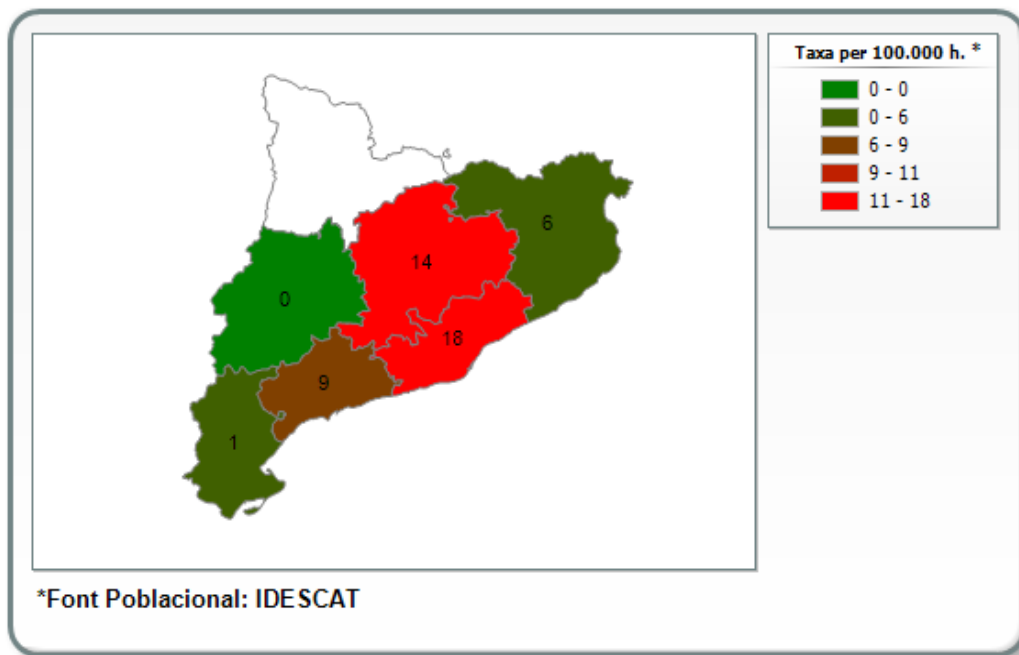 Taxa per 100.000 h. *
0 - 0
0 - 6
6 - 9
9 - 11
11 - 18
6
14
0
18
9
1
*Font Poblacional: IDESCAT